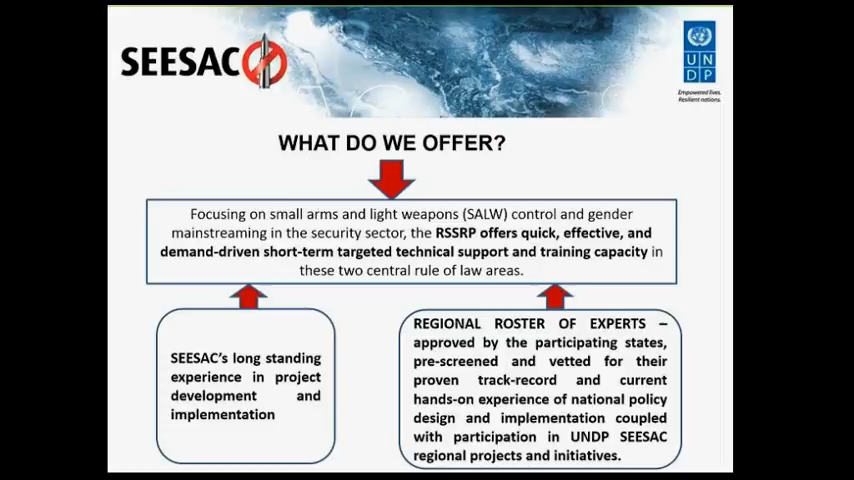 SEESAC
UN
DP
Empowered lives.
Resilient nations.
WHAT DO WE OFFER?
Focusing on small arms and light weapons (SALW) control and gender
mainstreaming in the security sector, the RSSRP offers quick, effective, and
demand-driven short-term targeted technical support and training capacity in
these two central rule of law areas.
SEESAC's long standing
experience in project
development and
implementation
REGIONAL ROSTER OF EXPERTS –
approved by the participating states,
pre-screened and vetted for their
proven track-record and current
hands-on experience of national policy
design and implementation coupled
with participation in UNDP SEESAC
regional projects and initiatives.